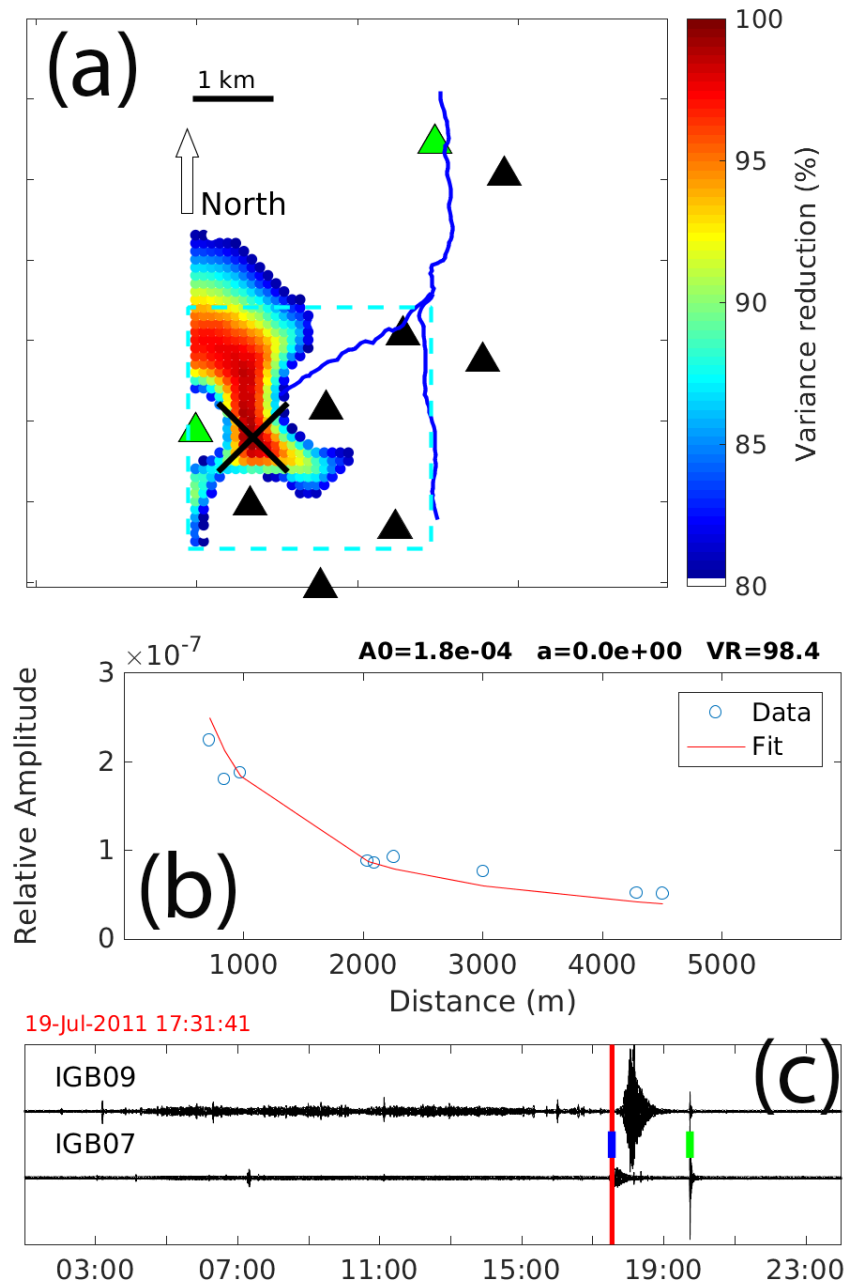 (a)
1 km
North
100
95
90
85
80
Variance reduction (%)
×10-7
A0=1.8e-04 a=0.0e+00 VR=98.4
3
2
1
0
Relative Amplitude
Data
Fit
(b)
1000 2000 3000 4000 5000
Distance (m)
19-Jul-2011 17:31:41
(c)
IGB09
IGB07
03:00 07:00 11:00 15:00 19:00 23:00